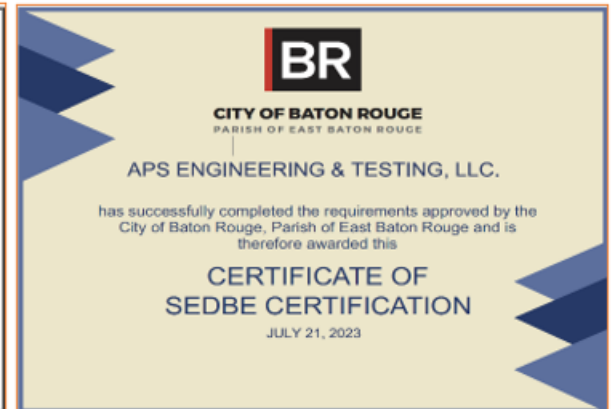 BR
CITY OF BATON ROUGE
PARISH OF EAST BATON ROUGE
APS ENGINEERING & TESTING, LLC.
has successfully completed the requirements approved by the
City of Baton Rouge, Parish of East Baton Rouge and is
therefore awarded this
CERTIFICATE OF
SEDBE CERTIFICATION
JULY 21, 2023